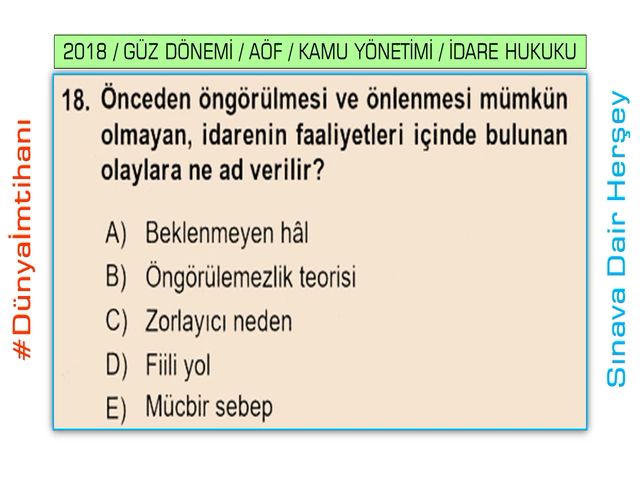 2018 / GÜZ DÖNEMİ / AÖF / KAMU YÖNETİMİ / İDARE HUKUKU
#Dünyaİmtihanı
18. Önceden öngörülmesi ve önlenmesi mümkün
olmayan, idarenin faaliyetleri içinde bulunan
olaylara ne ad verilir?
A) Beklenmeyen hâl
B) Öngörülemezlik teorisi
C) Zorlayıcı neden
D) Fiili yol
E) Mücbir sebep
Sınava Dair Herşey